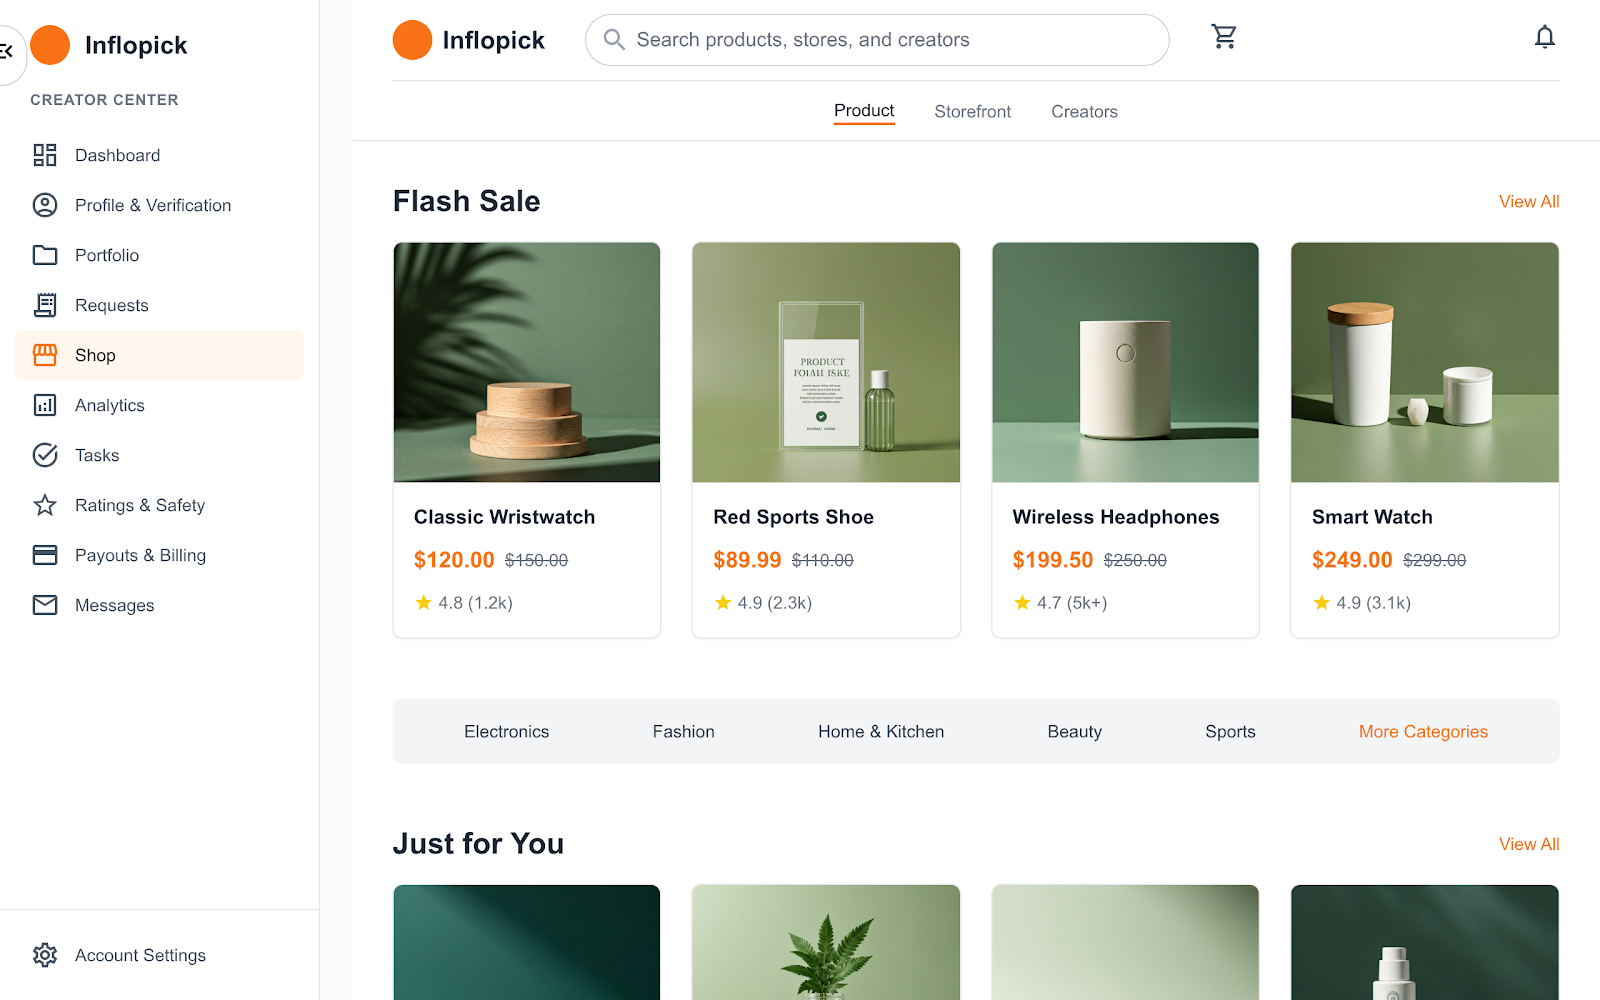 Inflopick
CREATOR CENTER
Dashboard
Profile & Verification
Portfolio
Requests
Shop
Analytics
Tasks
Ratings & Safety
Payouts & Billing
Messages
Account Settings
Inflopick
Search products, stores, and creators
Product Storefront Creators
Flash Sale View All
PRODUCT
Classic Wristwatch
$120.00 $150.00
4.8 (1.2k)
Red Sports Shoe
$89.99 $110.00
4.9 (2.3k)
Wireless Headphones
$199.50 $250.00
4.7 (5k+)
Smart Watch
$249.00 $299.00
4.9 (3.1k)
Electronics Fashion Home & Kitchen Beauty Sports More Categories
Just for You View All